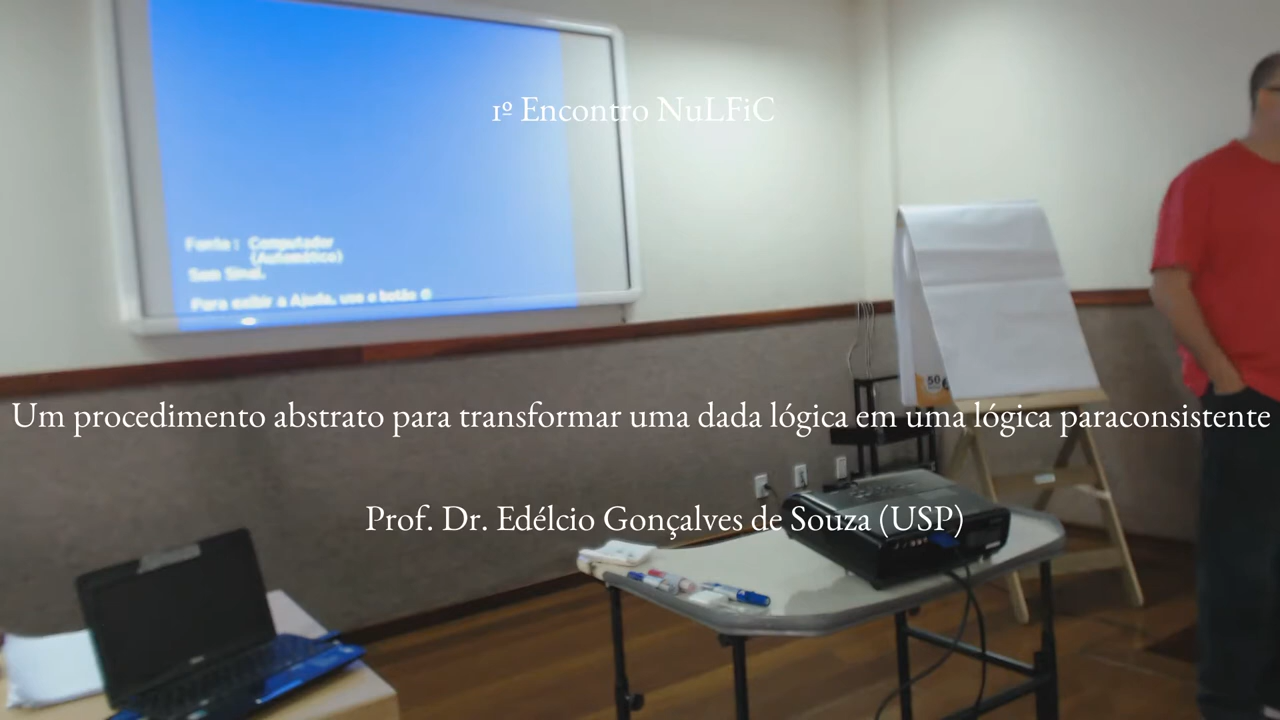 1º Encontro NuLFiC
Fonte: Computador
(Automático)
Sem Sinal.
Para exibir a Ajuda, use o botão
50
Um procedimento abstrato para transformar uma dada lógica em uma lógica paraconsistente
Prof. Dr. Edélcio Gonçalves de Souza (USP)